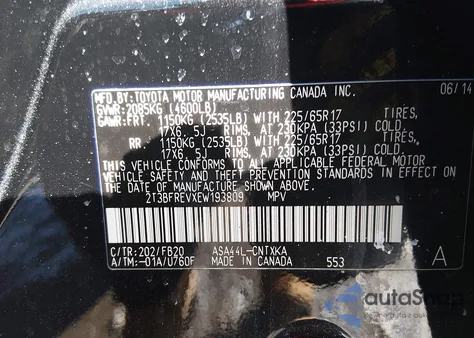 MFD. BY: TOYOTA MOTOR MANUFACTURING CANADA INC. 06/14
GVWR: 2085KG (4600LB)
GAWR: FRT. 1150KG (2535LB) WITH 225/65R17 TIRES,
17X6.5J RIMS, AT 230KPA (33PSI) COLD.
RR. 1150KG (2535LB) WITH 225/65R17 TIRES,
17X6.5J RIMS, AT 230KPA (33PSI) COLD.
THIS VEHICLE CONFORMS TO ALL APPLICABLE FEDERAL MOTOR
VEHICLE SAFETY AND THEFT PREVENTION STANDARDS IN EFFECT ON
THE DATE OF MANUFACTURE SHOWN ABOVE.
2T3BFREVXEW193809 MPV
C/TR: 202/FB20 ASA44L-CNTXKA
A/TM: -01A/U760F MADE IN CANADA 553 A
autoStop